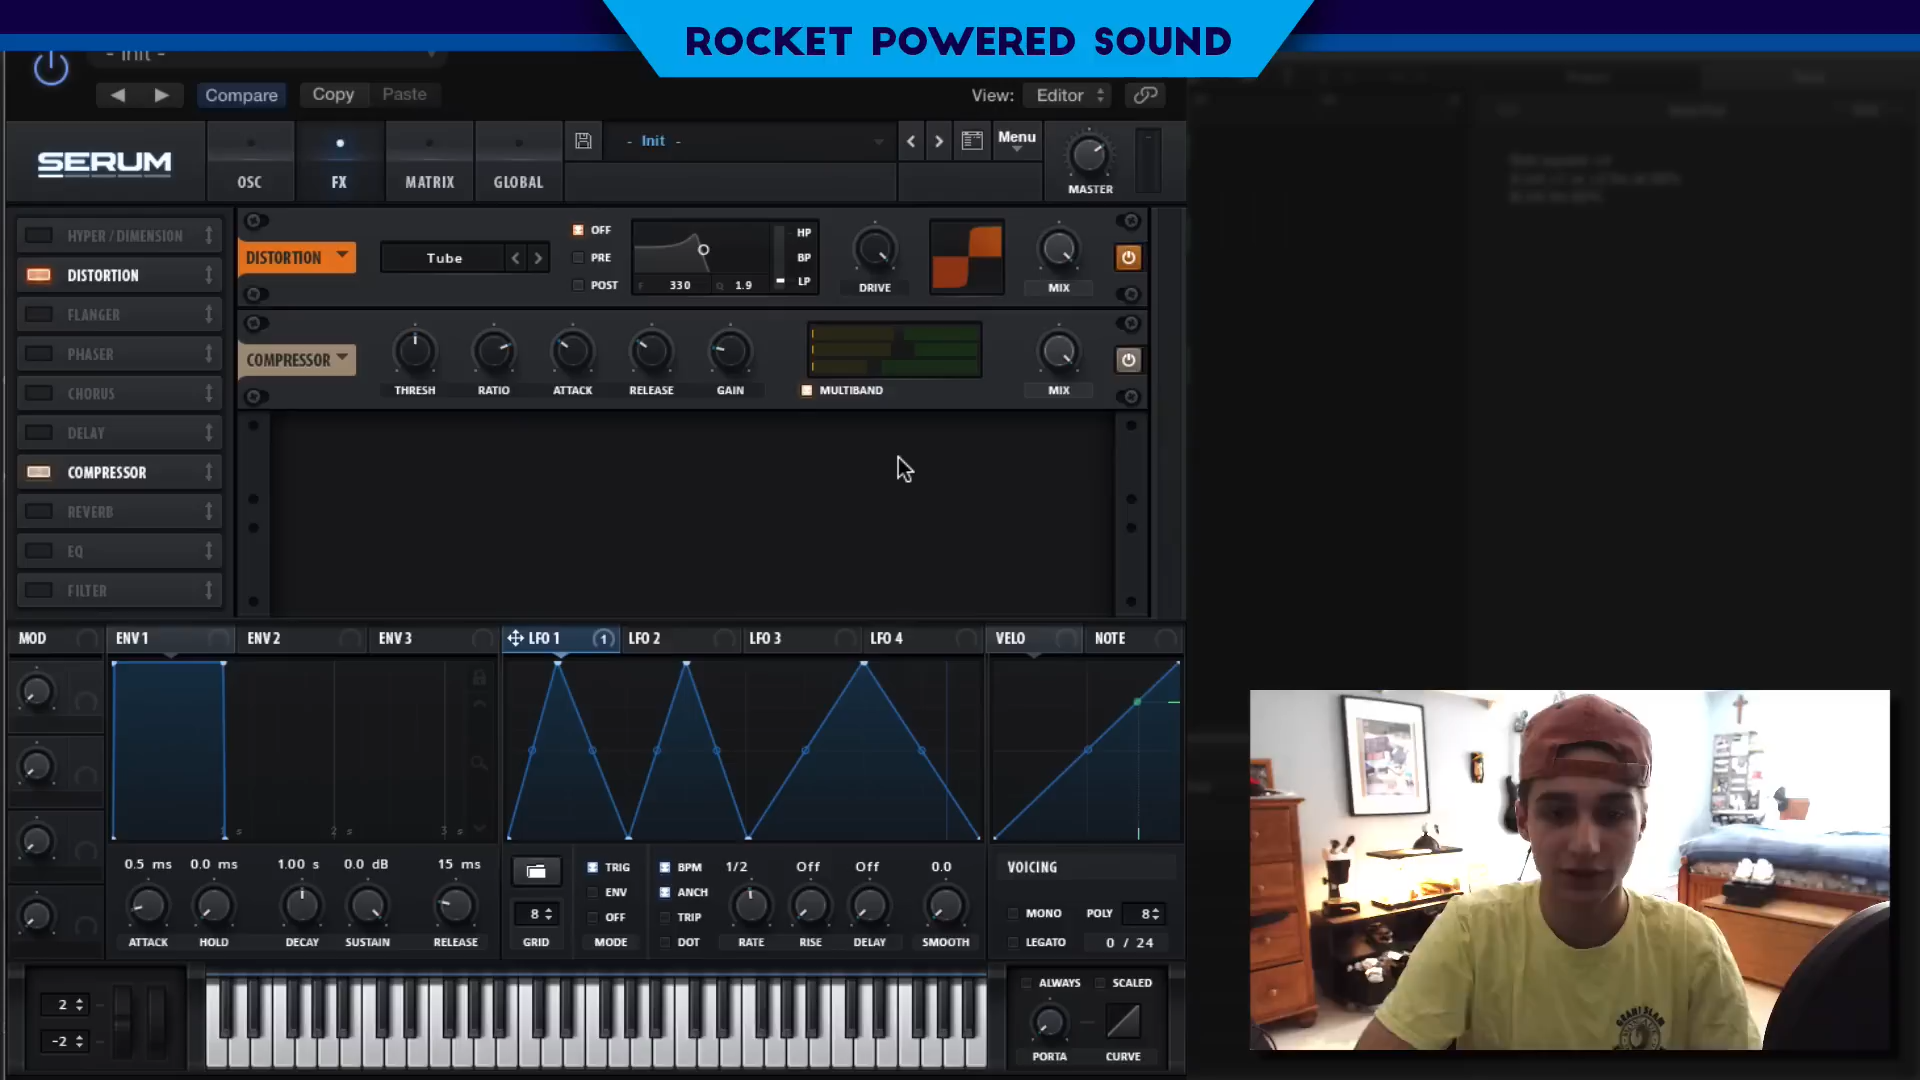 ROCKET POWERED SOUND
- Init -
Compare
Copy
Paste
View:
Editor
SERUM
OSC
FX
MATRIX
GLOBAL
- Init -
Menu
MASTER
HYPER / DIMENSION
DISTORTION
FLANGER
PHASER
CHORUS
DELAY
COMPRESSOR
REVERB
EQ
FILTER
DISTORTION
Tube
OFF
PRE
POST
F 330 Q 1.9
HP
BP
LP
DRIVE
MIX
COMPRESSOR
THRESH
RATIO
ATTACK
RELEASE
GAIN
MULTIBAND
MIX
MOD
ENV 1
ENV 2
ENV 3
LFO 1
1
LFO 2
LFO 3
LFO 4
VELO
NOTE
1 s
2 s
3 s
0.5 ms 0.0 ms 1.00 s 0.0 dB 15 ms
ATTACK HOLD DECAY SUSTAIN RELEASE
8
GRID
TRIG
ENV
OFF
MODE
BPM
ANCH
TRIP
DOT
1/2 Off Off 0.0
RATE RISE DELAY SMOOTH
VOICING
MONO POLY 8
LEGATO 0 / 24
2
-2
ALWAYS SCALED
PORTA CURVE
GRAN SLAM